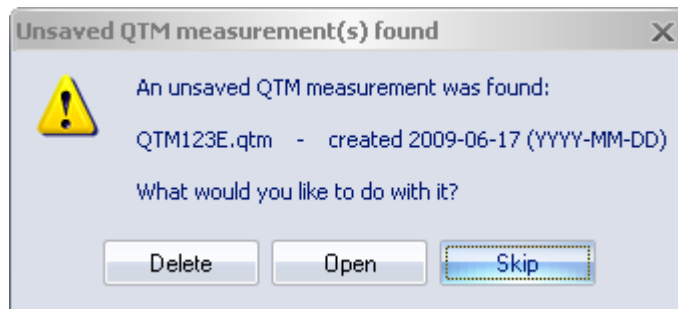 Unsaved QTM measurement(s) found
An unsaved QTM measurement was found:
QTM123E.qtm - created 2009-06-17 (YYYY-MM-DD)
What would you like to do with it?
Delete Open Skip